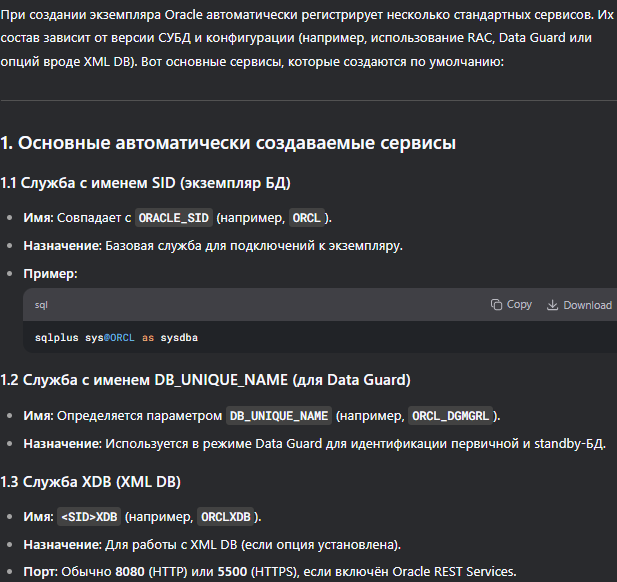 При создании экземпляра Oracle автоматически регистрирует несколько стандартных сервисов. Их
состав зависит от версии СУБД и конфигурации (например, использование RAC, Data Guard или
опций вроде XML DB). Вот основные сервисы, которые создаются по умолчанию:
1. Основные автоматически создаваемые сервисы
1.1 Служба с именем SID (экземпляр БД)
• Имя: Совпадает с ORACLE_SID (например, ORCL).
• Назначение: Базовая служба для подключений к экземпляру.
• Пример:
sql Copy Download
sqlplus sys@ORCL as sysdba
1.2 Служба с именем DB_UNIQUE_NAME (для Data Guard)
• Имя: Определяется параметром DB_UNIQUE_NAME (например, ORCL_DGMGRL).
• Назначение: Используется в режиме Data Guard для идентификации первичной и standby-БД.
1.3 Служба XDB (XML DB)
• Имя: <SID>XDB (например, ORCLXDB).
• Назначение: Для работы с XML DB (если опция установлена).
• Порт: Обычно 8080 (HTTP) или 5500 (HTTPS), если включён Oracle REST Services.